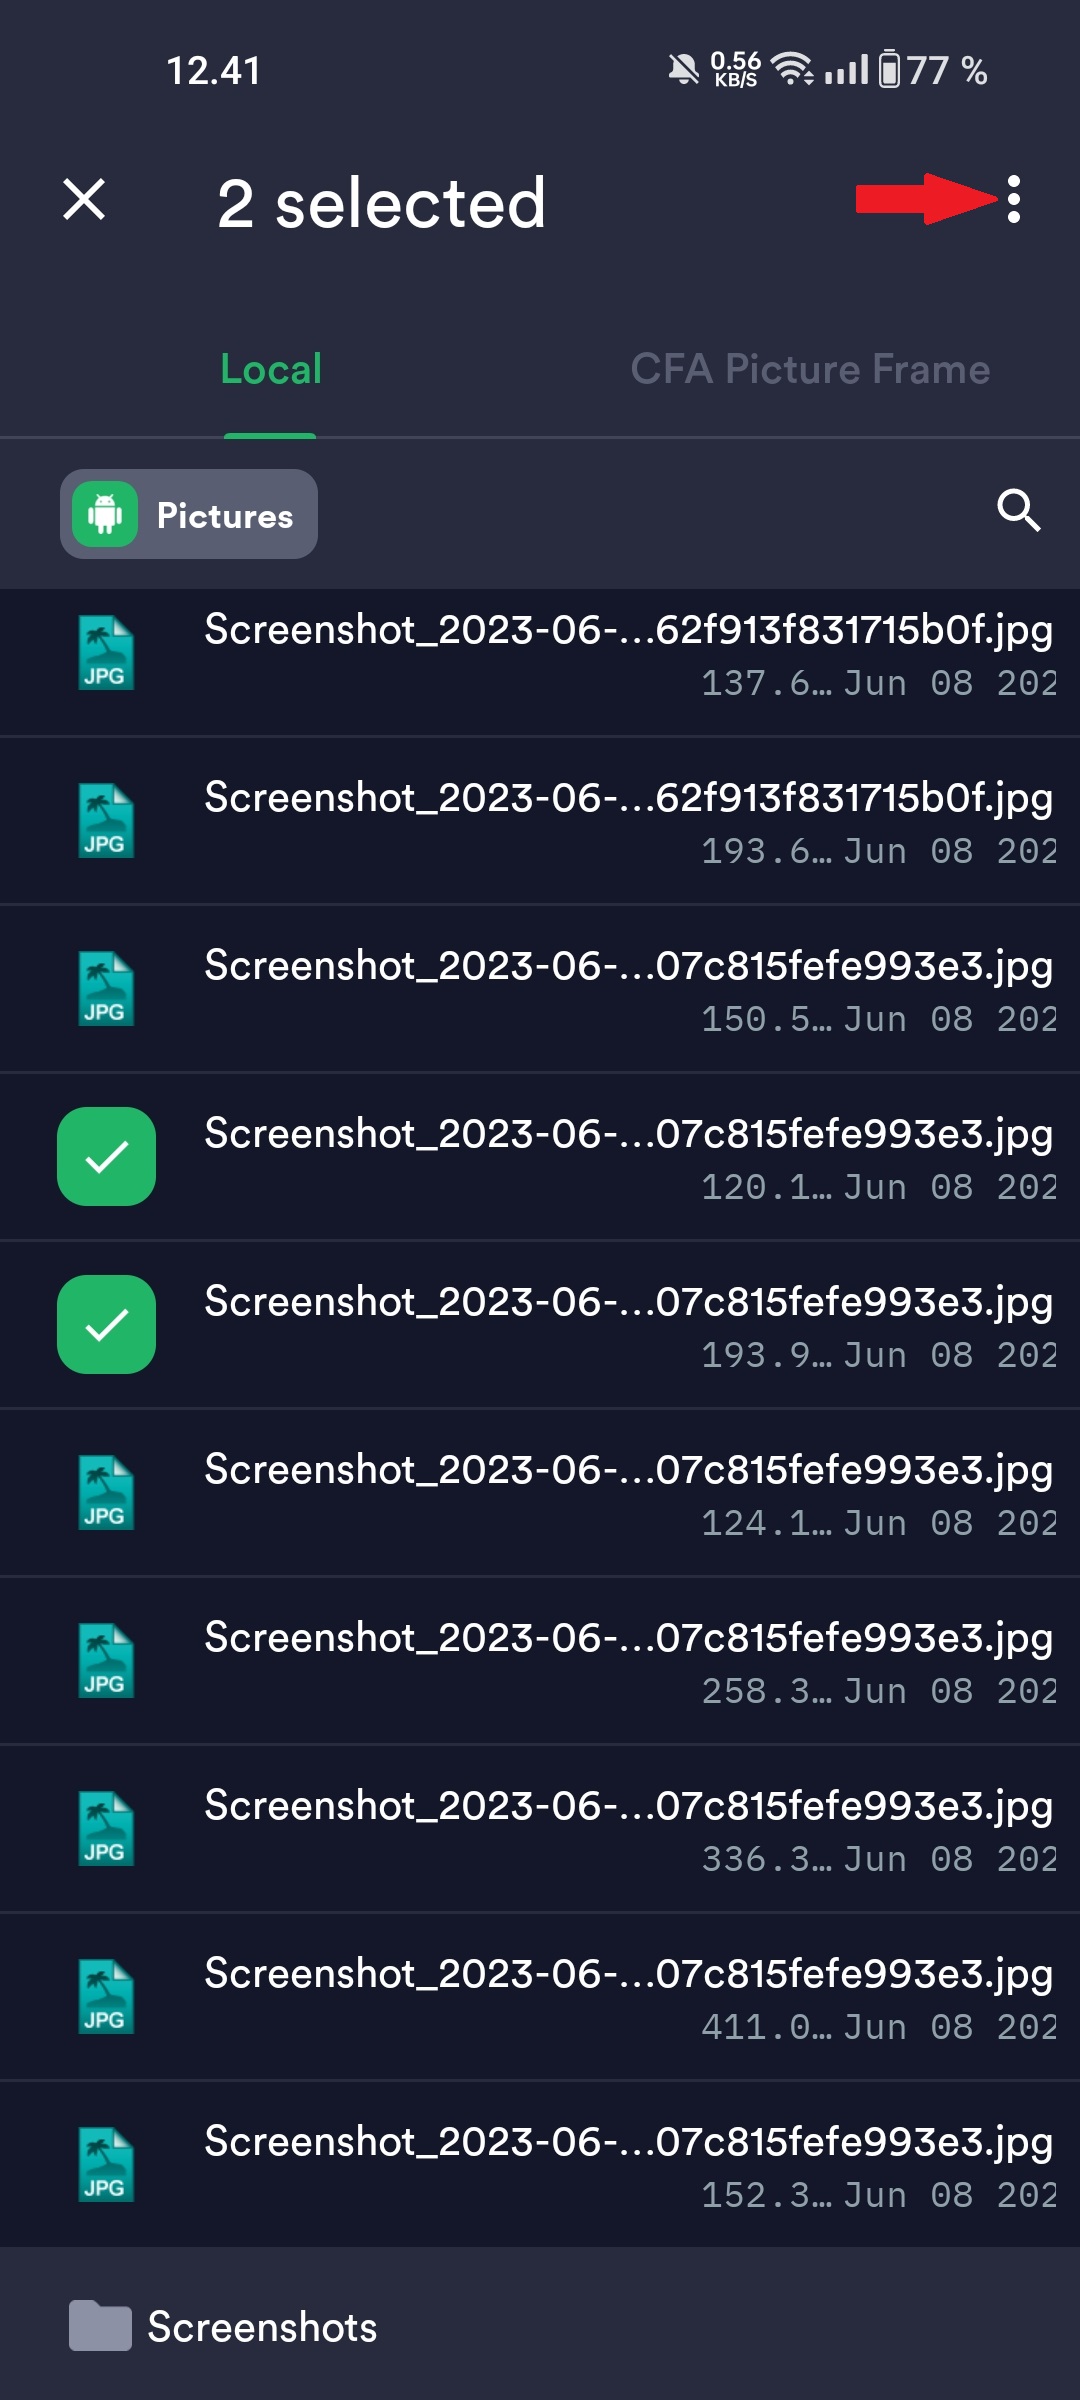 12.41
0.56
KB/S
77 %
2 selected
Local
CFA Picture Frame
Pictures
JPG
Screenshot_2023-06-...62f913f831715b0f.jpg
137.6… Jun 08 202
JPG
Screenshot_2023-06-...62f913f831715b0f.jpg
193.6… Jun 08 202
JPG
Screenshot_2023-06-...07c815fefe993e3.jpg
150.5… Jun 08 202
Screenshot_2023-06-...07c815fefe993e3.jpg
120.1… Jun 08 202
Screenshot_2023-06-...07c815fefe993e3.jpg
193.9… Jun 08 202
JPG
Screenshot_2023-06-...07c815fefe993e3.jpg
124.1… Jun 08 202
JPG
Screenshot_2023-06-...07c815fefe993e3.jpg
258.3… Jun 08 202
JPG
Screenshot_2023-06-...07c815fefe993e3.jpg
336.3… Jun 08 202
JPG
Screenshot_2023-06-...07c815fefe993e3.jpg
411.0… Jun 08 202
JPG
Screenshot_2023-06-...07c815fefe993e3.jpg
152.3… Jun 08 202
Screenshots